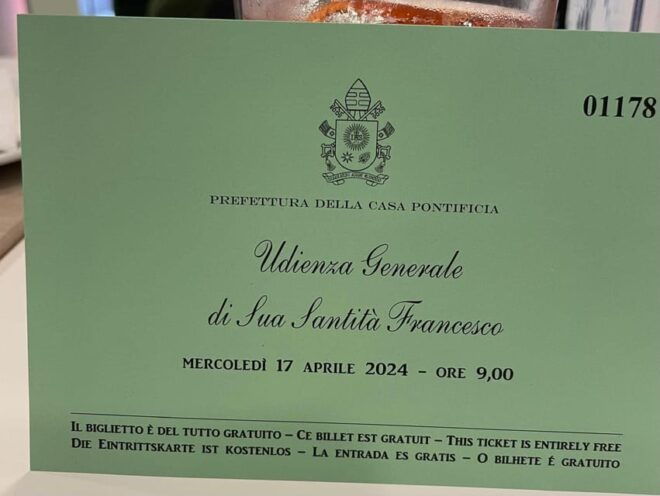 01178
PREFETTURA DELLA CASA PONTIFICIA
Udienza Generale
di Sua Santità Francesco
MERCOLEDÌ 17 APRILE 2024 - ORE 9,00
IL BIGLIETTO È DEL TUTTO GRATUITO – CE BILLET EST GRATUIT – THIS TICKET IS ENTIRELY FREE
DIE EINTRITTSKARTE IST KOSTENLOS – LA ENTRADA ES GRATIS – O BILHETE É GRATUITO